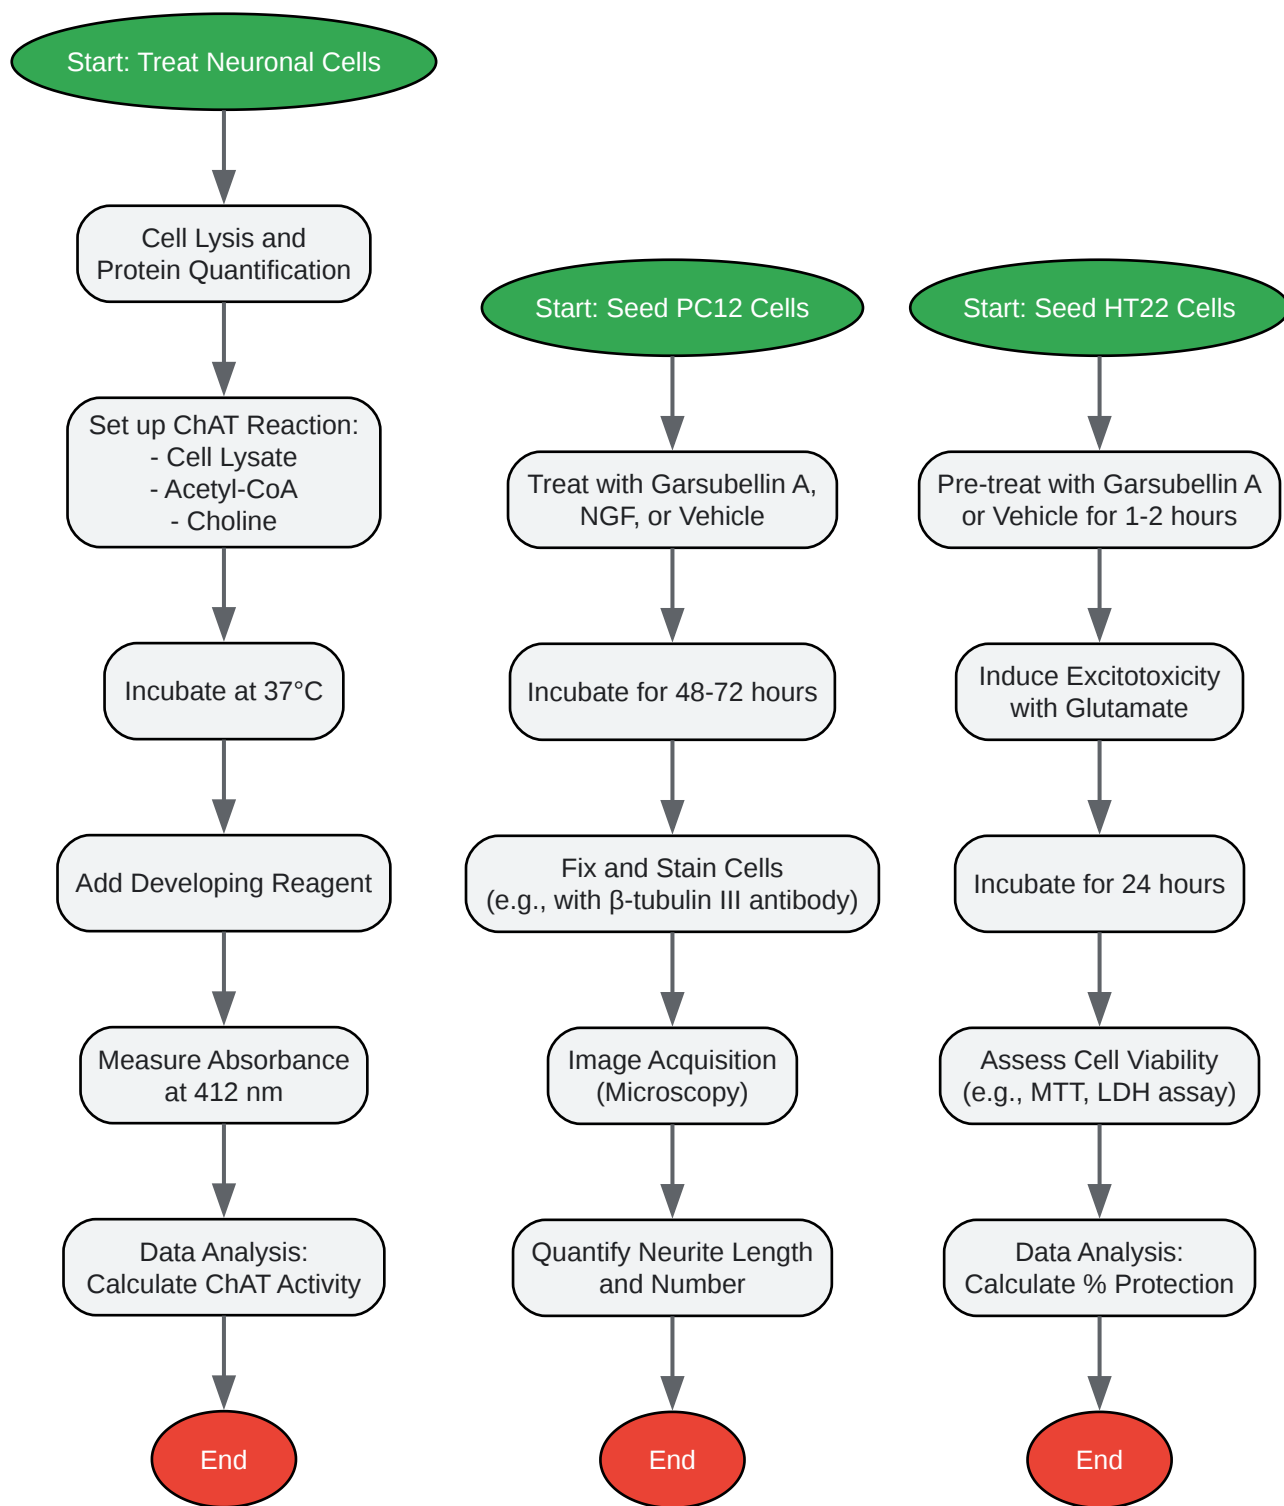 Start: Treat Neuronal Cells
Cell Lysis and
Protein Quantification
Set up ChAT Reaction:
- Cell Lysate
- Acetyl-CoA
- Choline
Incubate at 37°C
Add Developing Reagent
Measure Absorbance
at 412 nm
Data Analysis:
Calculate ChAT Activity
End
Start: Seed PC12 Cells
Treat with Garsubellin A,
NGF, or Vehicle
Incubate for 48-72 hours
Fix and Stain Cells
(e.g., with β-tubulin III antibody)
Image Acquisition
(Microscopy)
Quantify Neurite Length
and Number
End
Start: Seed HT22 Cells
Pre-treat with Garsubellin A
or Vehicle for 1-2 hours
Induce Excitotoxicity
with Glutamate
Incubate for 24 hours
Assess Cell Viability
(e.g., MTT, LDH assay)
Data Analysis:
Calculate % Protection
End